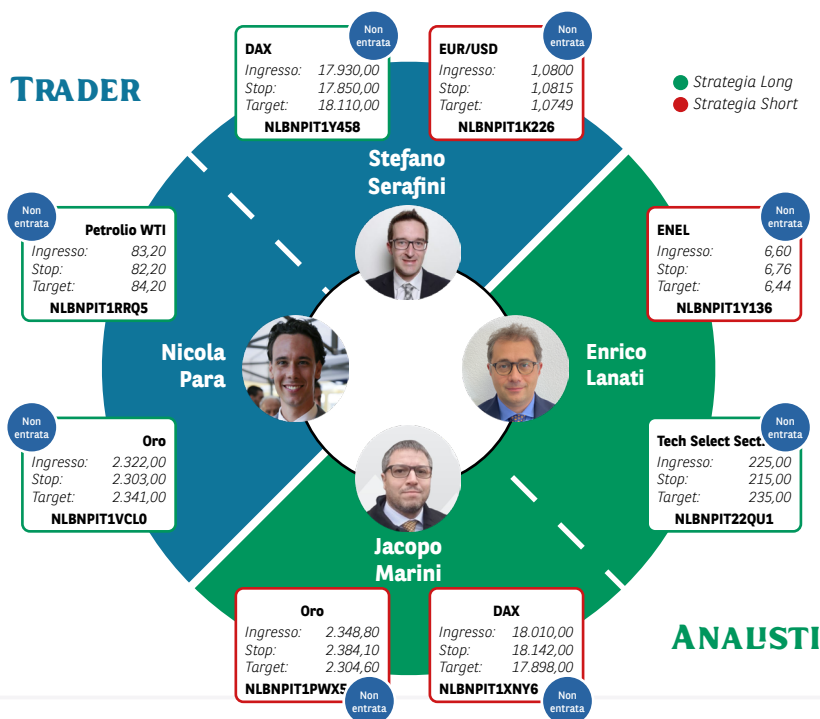 TRADER
DAX
Non entrata
Ingresso: 17.930,00
Stop: 17.850,00
Target: 18.110,00
NLBNPIT1Y458
EUR/USD
Non entrata
Ingresso: 1,0800
Stop: 1,0815
Target: 1,0749
NLBNPIT1K226
Strategia Long
Strategia Short
Stefano
Serafini
Non entrata
Petrolio WTI
Ingresso: 83,20
Stop: 82,20
Target: 84,20
NLBNPIT1RRQ5
ENEL
Non entrata
Ingresso: 6,60
Stop: 6,76
Target: 6,44
NLBNPIT1Y136
Nicola
Para
Enrico
Lanati
Non entrata
Oro
Ingresso: 2.322,00
Stop: 2.303,00
Target: 2.341,00
NLBNPIT1VCL0
Tech Select Sect.
Non entrata
Ingresso: 225,00
Stop: 215,00
Target: 235,00
NLBNPIT22QU1
Jacopo
Marini
Oro
Ingresso: 2.348,80
Stop: 2.384,10
Target: 2.304,60
NLBNPIT1PWX5
Non entrata
DAX
Ingresso: 18.010,00
Stop: 18.142,00
Target: 17.898,00
NLBNPIT1XNY6
Non entrata
ANALISTI